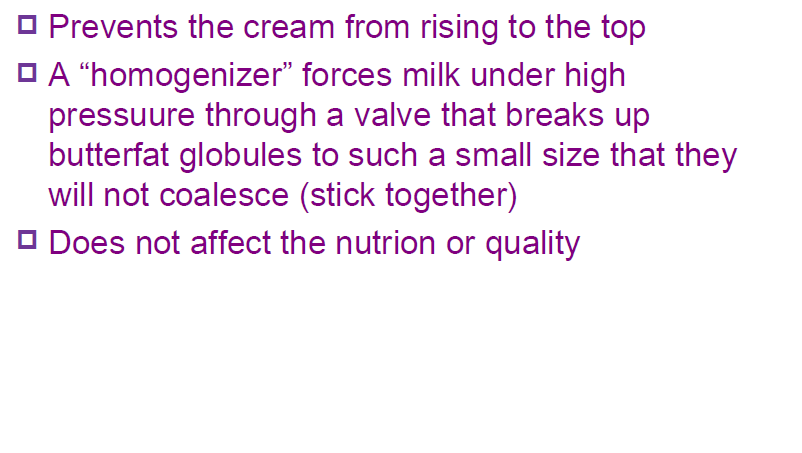 Prevents the cream from rising to the top
A “homogenizer” forces milk under high
pressuure through a valve that breaks up
butterfat globules to such a small size that they
will not coalesce (stick together)
Does not affect the nutrion or quality